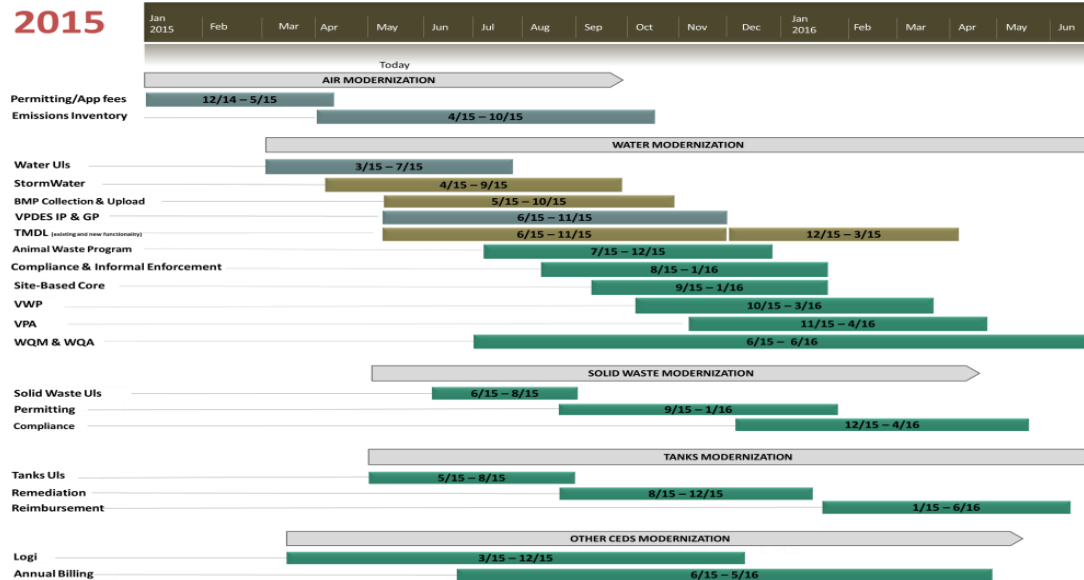 2015
Jan 2015 Feb Mar Apr May Jun Jul Aug Sep Oct Nov Dec Jan 2016 Feb Mar Apr May Jun
Today
AIR MODERNIZATION
Permitting/App fees 12/14 – 5/15
Emissions Inventory 4/15 – 10/15
WATER MODERNIZATION
Water UIs 3/15 – 7/15
StormWater 4/15 – 9/15
BMP Collection & Upload 5/15 – 10/15
VPDES IP & GP 6/15 – 11/15
TMDL (existing and new functionality) 6/15 – 11/15 12/15 – 3/15
Animal Waste Program 7/15 – 12/15
Compliance & Informal Enforcement 8/15 – 1/16
Site-Based Core 9/15 – 1/16
VWP 10/15 – 3/16
VPA 11/15 – 4/16
WQM & WQA 6/15 – 6/16
SOLID WASTE MODERNIZATION
Solid Waste UIs 6/15 – 8/15
Permitting 9/15 – 1/16
Compliance 12/15 – 4/16
TANKS MODERNIZATION
Tanks UIs 5/15 – 8/15
Remediation 8/15 – 12/15
Reimbursement 1/15 – 6/16
OTHER CEDS MODERNIZATION
Logi 3/15 – 12/15
Annual Billing 6/15 – 5/16